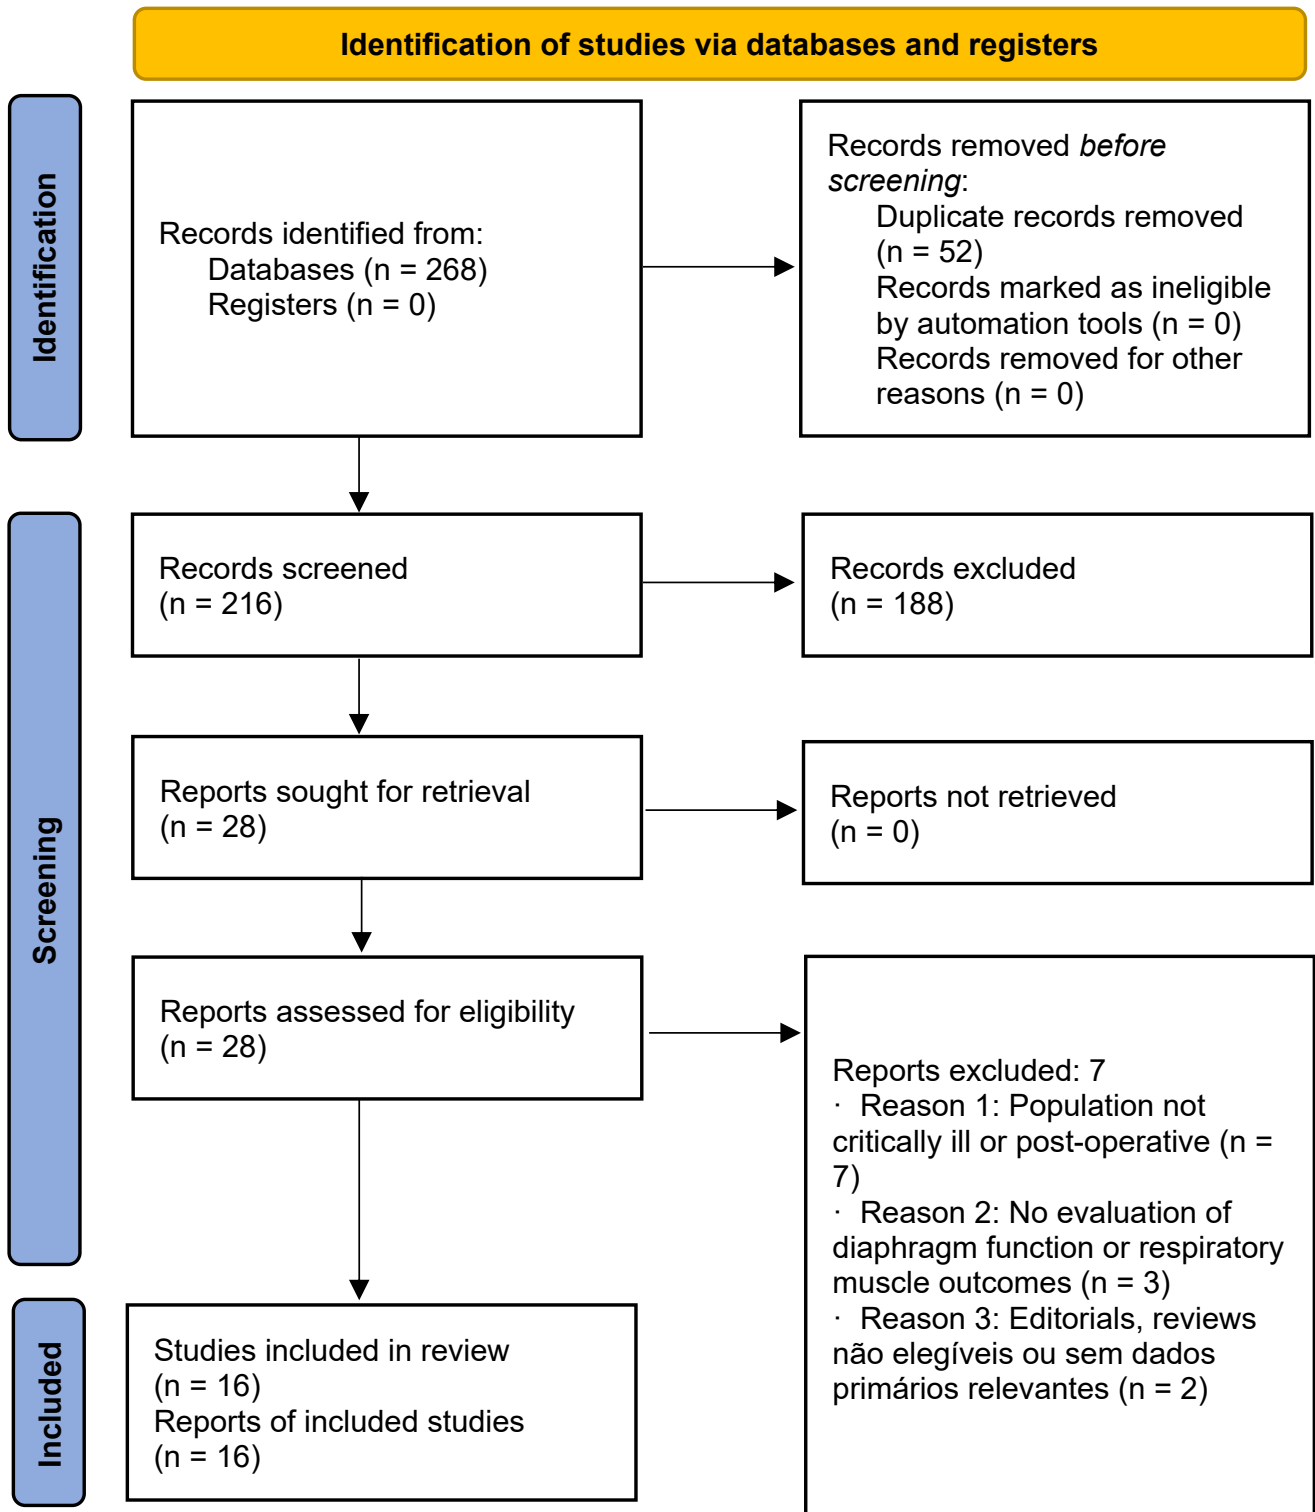 Identification of studies via databases and registers
Identification
Records identified from:
Databases (n = 268)
Registers (n = 0)
Records removed before
screening:
Duplicate records removed
(n = 52)
Records marked as ineligible
by automation tools (n = 0)
Records removed for other
reasons (n = 0)
Screening
Records screened
(n = 216)
Records excluded
(n = 188)
Reports sought for retrieval
(n = 28)
Reports not retrieved
(n = 0)
Reports assessed for eligibility
(n = 28)
Reports excluded: 7
· Reason 1: Population not
critically ill or post-operative (n =
7)
· Reason 2: No evaluation of
diaphragm function or respiratory
muscle outcomes (n = 3)
· Reason 3: Editorials, reviews
não elegíveis ou sem dados
primários relevantes (n = 2)
Included
Studies included in review
(n = 16)
Reports of included studies
(n = 16)